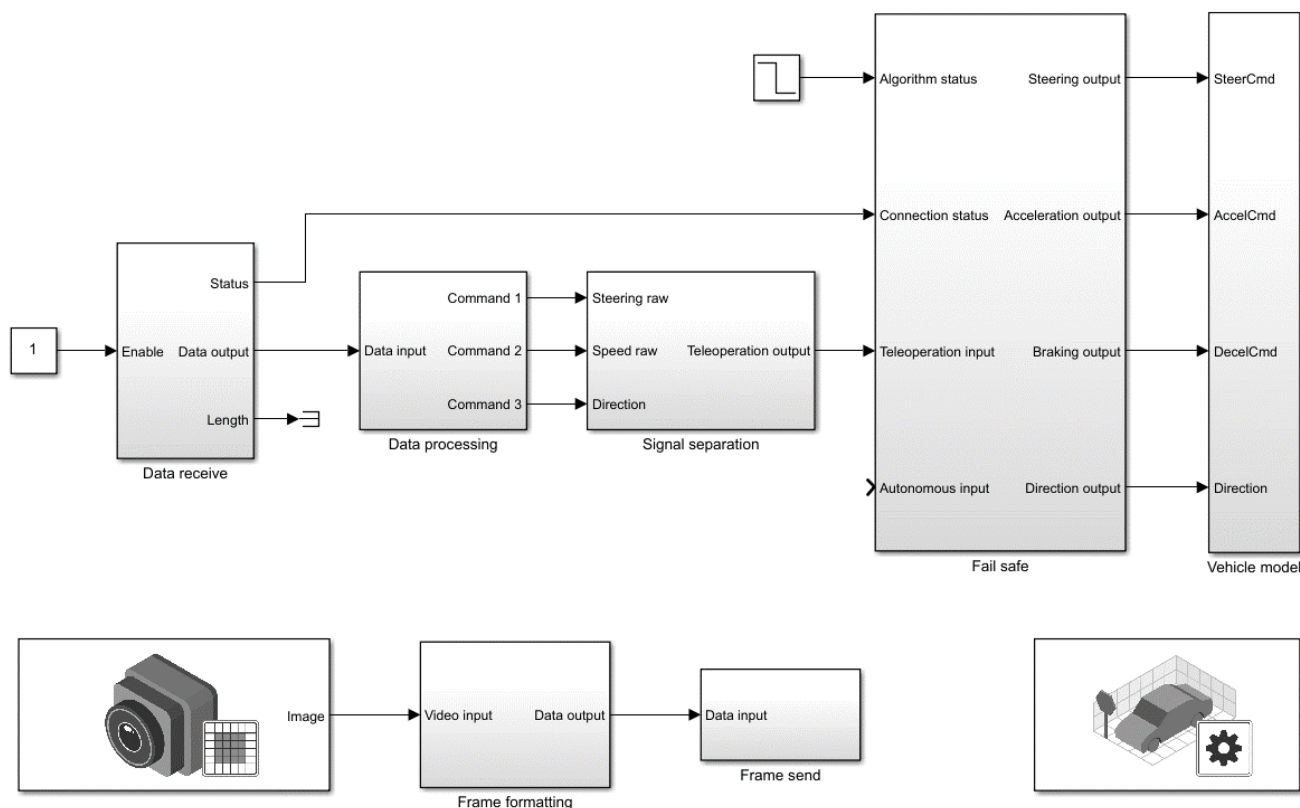 Algorithm status
Steering output
SteerCmd
Connection status
Acceleration output
AccelCmd
Status
Command 1
Steering raw
1
Enable
Data output
Data input
Command 2
Speed raw
Teleoperation output
Teleoperation input
Braking output
DecelCmd
Length
Command 3
Direction
Data processing
Signal separation
Data receive
Autonomous input
Direction output
Direction
Fail safe
Vehicle model
Image
Video input
Data output
Data input
Frame send
Frame formatting